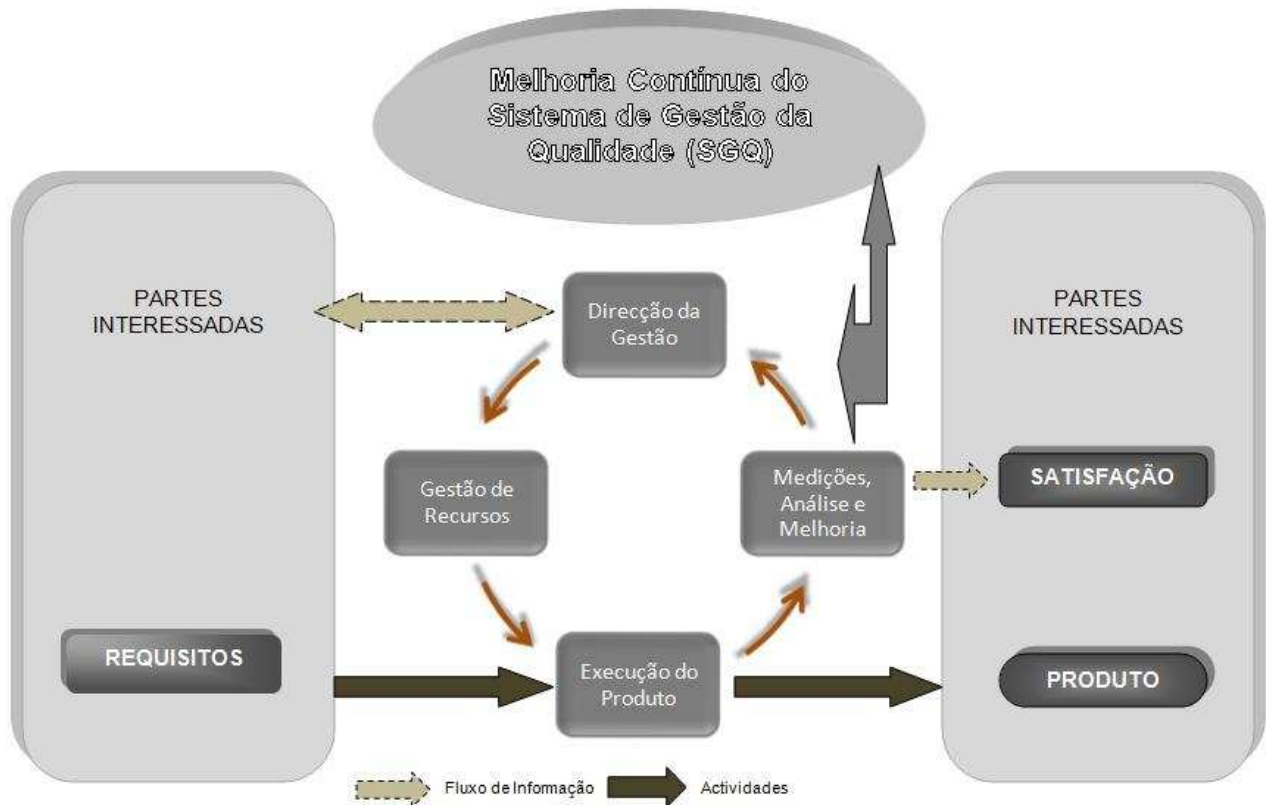 Melhoria Contínua do
Sistema de Gestão da
Qualidade (SGQ)
PARTES
INTERESSADAS
Direcção da
Gestão
PARTES
INTERESSADAS
Gestão de
Recursos
Medições,
Análise e
Melhoria
SATISFAÇÃO
REQUISITOS
Execução do
Produto
PRODUTO
Fluxo de Informação
Actividades